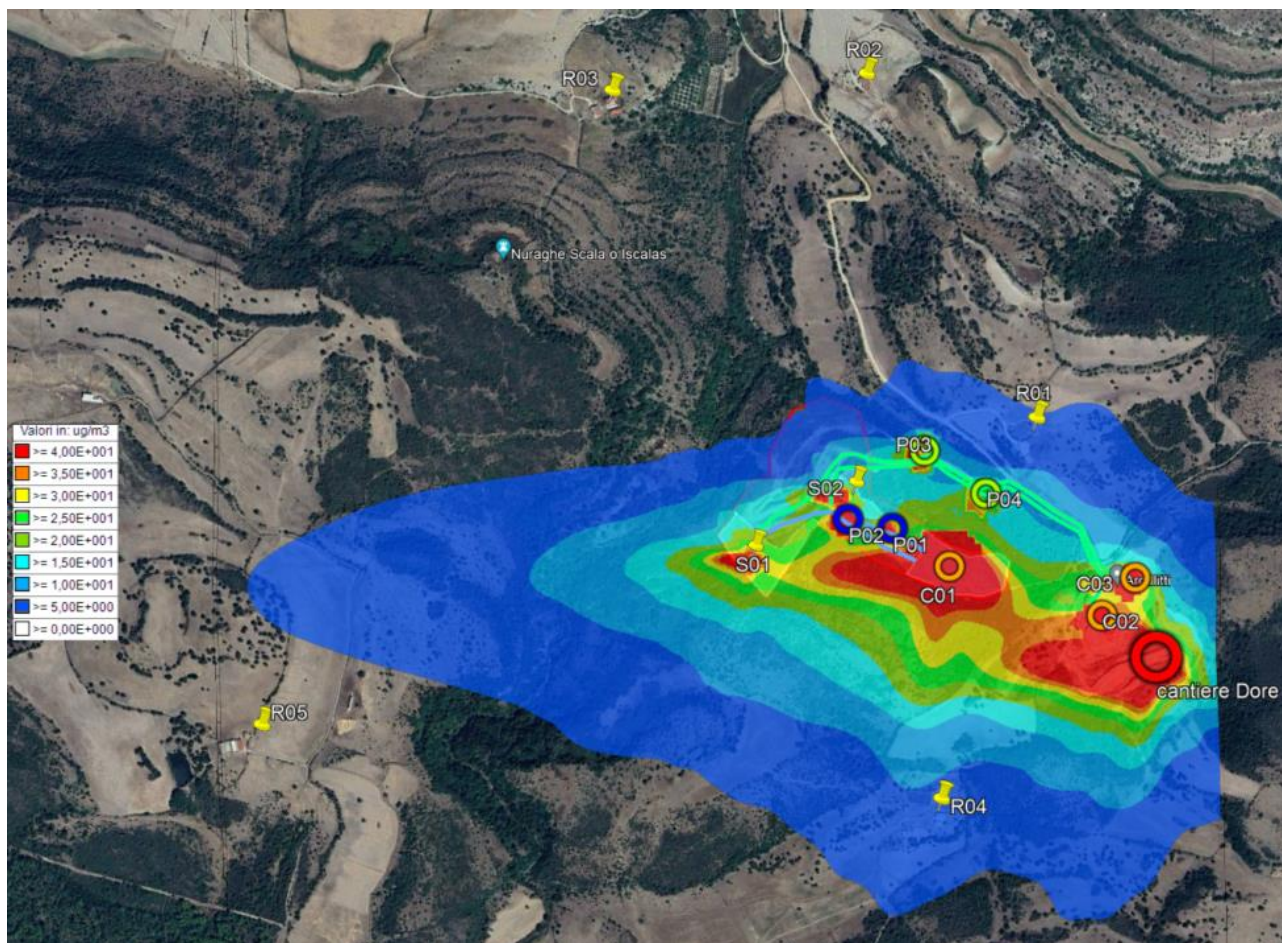 R02
R03
Nuraghe Scala o Iscalas
R01
Valori in: ug/m3
>= 4,00E+001
>= 3,50E+001
>= 3,00E+001
>= 2,50E+001
>= 2,00E+001
>= 1,50E+001
>= 1,00E+001
>= 5,00E+000
>= 0,00E+000
P03
S02
P04
P02
P01
S01
C03
C01
C02
cantiere Dore
R05
R04